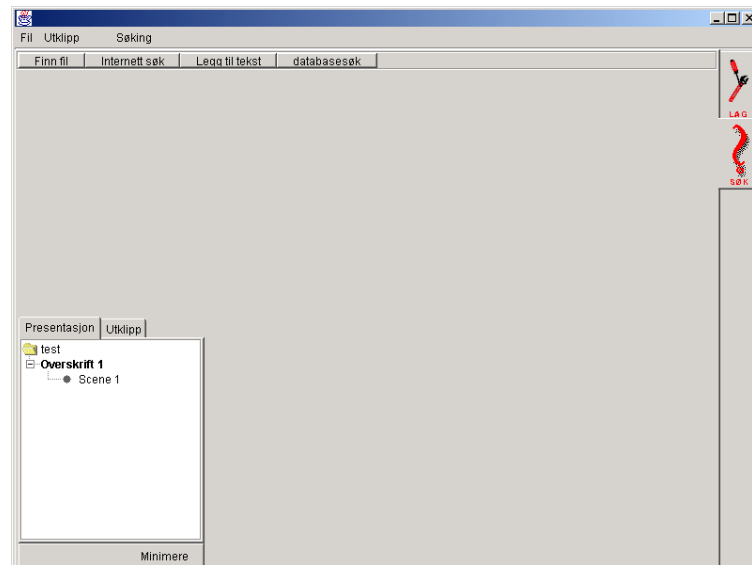 Fil Utklipp Søking
Finn fil Internett søk Legg til tekst databasesøk
LAG
SØK
Presentasjon Utklipp
test
Overskrift 1
Scene 1
Minimere